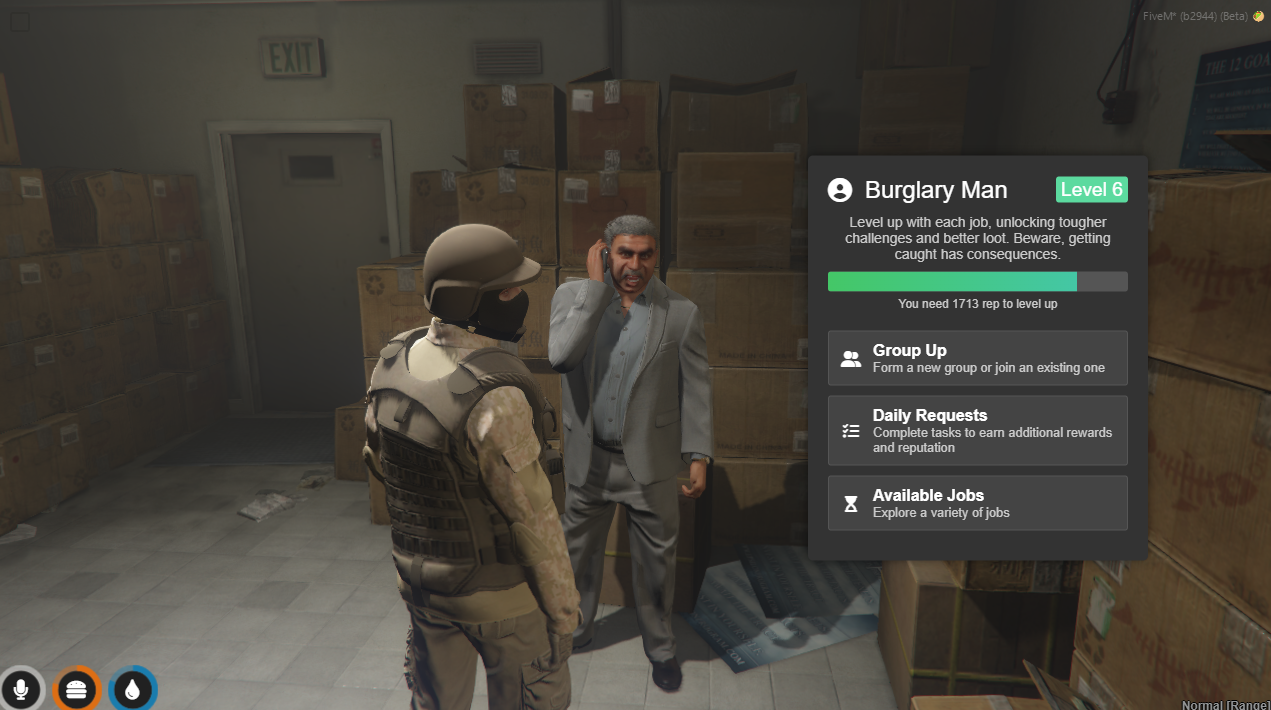 FiveM* (b2944) (Beta)
EXIT
THE 12 GOA
Burglary Man
Level 6
Level up with each job, unlocking tougher
challenges and better loot. Beware, getting
caught has consequences.
You need 1713 rep to level up
Group Up
Form a new group or join an existing one
Daily Requests
Complete tasks to earn additional rewards
and reputation
Available Jobs
Explore a variety of jobs
Normal [Range]